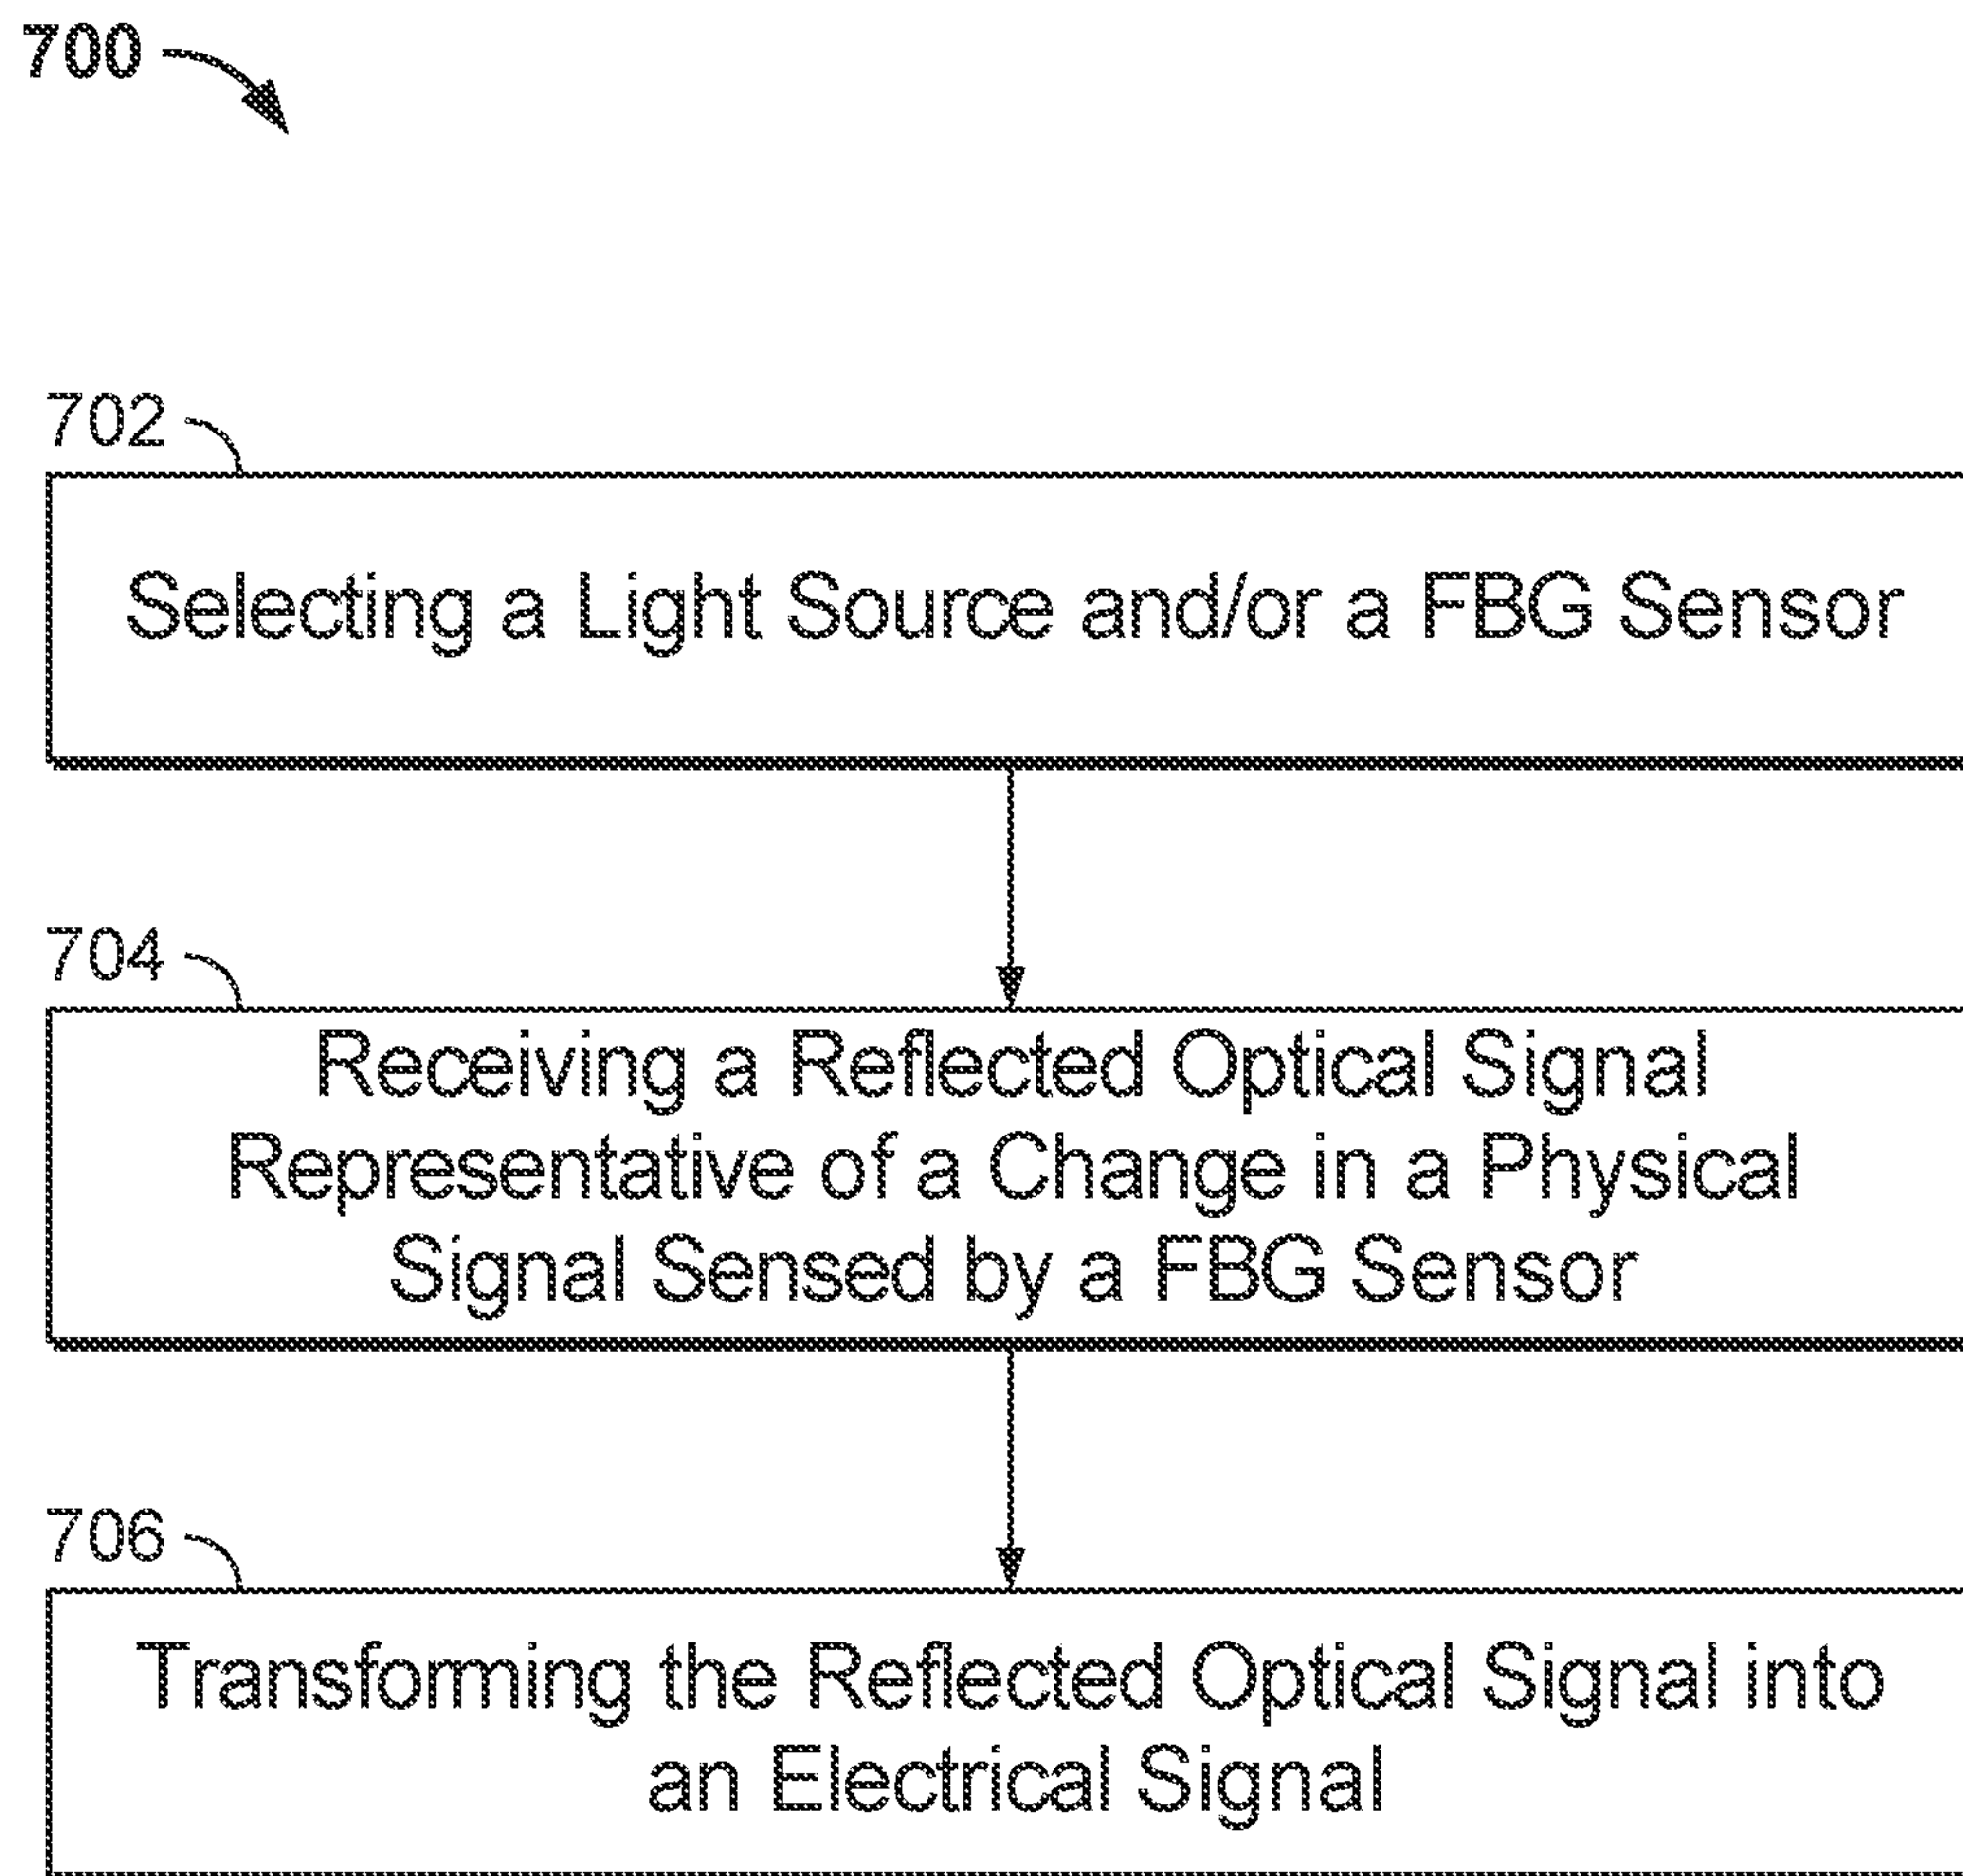 700
702
Selecting a Light Source and/or a FBG Sensor
704
Receiving a Reflected Optical Signal
Representative of a Change in a Physical
Signal Sensed by a FBG Sensor
706
Transforming the Reflected Optical Signal into
an Electrical Signal